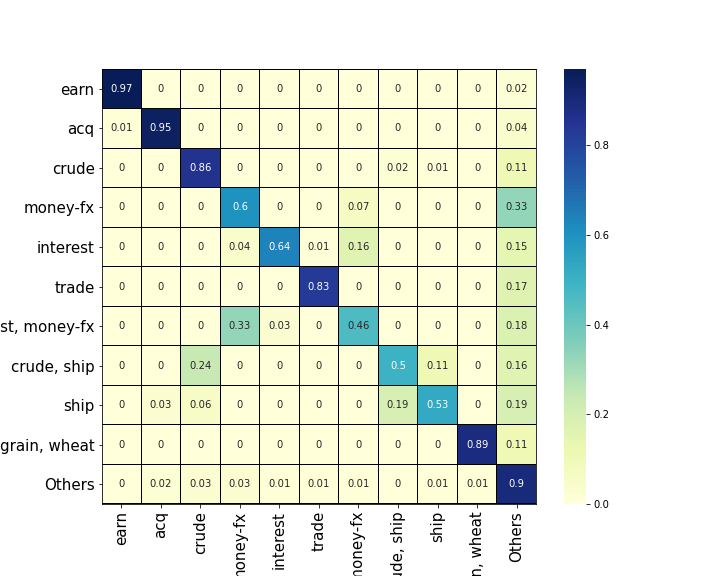 earn 0.97 0 0 0 0 0 0 0 0 0 0.02
acq 0.01 0.95 0 0 0 0 0 0 0 0 0.04
crude 0 0 0.86 0 0 0 0 0.02 0.01 0 0.11
money-fx 0 0 0 0.6 0 0 0.07 0 0 0 0.33
interest 0 0 0 0.04 0.64 0.01 0.16 0 0 0 0.15
trade 0 0 0 0 0 0.83 0 0 0 0 0.17
st, money-fx 0 0 0 0.33 0.03 0 0.46 0 0 0 0.18
crude, ship 0 0 0.24 0 0 0 0 0.5 0.11 0 0.16
ship 0 0.03 0.06 0 0 0 0 0.19 0.53 0 0.19
grain, wheat 0 0 0 0 0 0 0 0 0 0.89 0.11
Others 0 0.02 0.03 0.03 0.01 0.01 0.01 0 0.01 0.01 0.9
earn
acq
crude
oney-fx
interest
trade
money-fx
ude, ship
ship
n, wheat
Others
0.8
0.6
0.4
0.2
0.0